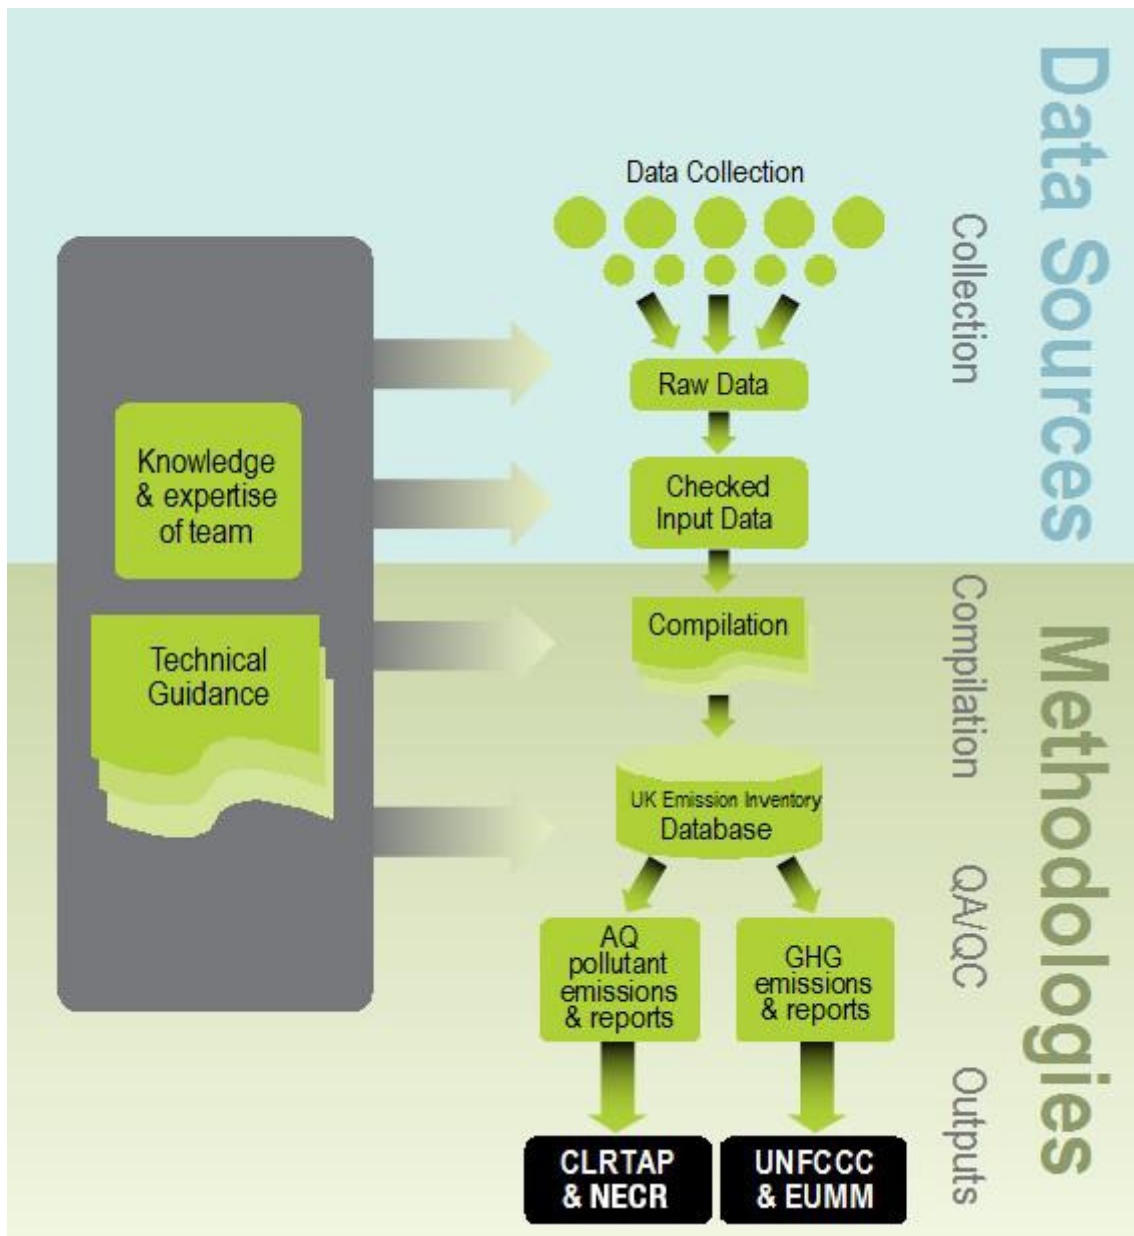 Data Collection
Raw Data
Checked
Input Data
Compilation
UK Emission Inventory
Database
AQ
pollutant
emissions
& reports
GHG
emissions
& reports
CLRTAP
& NECR
UNFCCC
& EUMM
Knowledge
& expertise
of team
Technical
Guidance
Collection
Compilation
QA/QC
Outputs
Data Sources
Methodologies